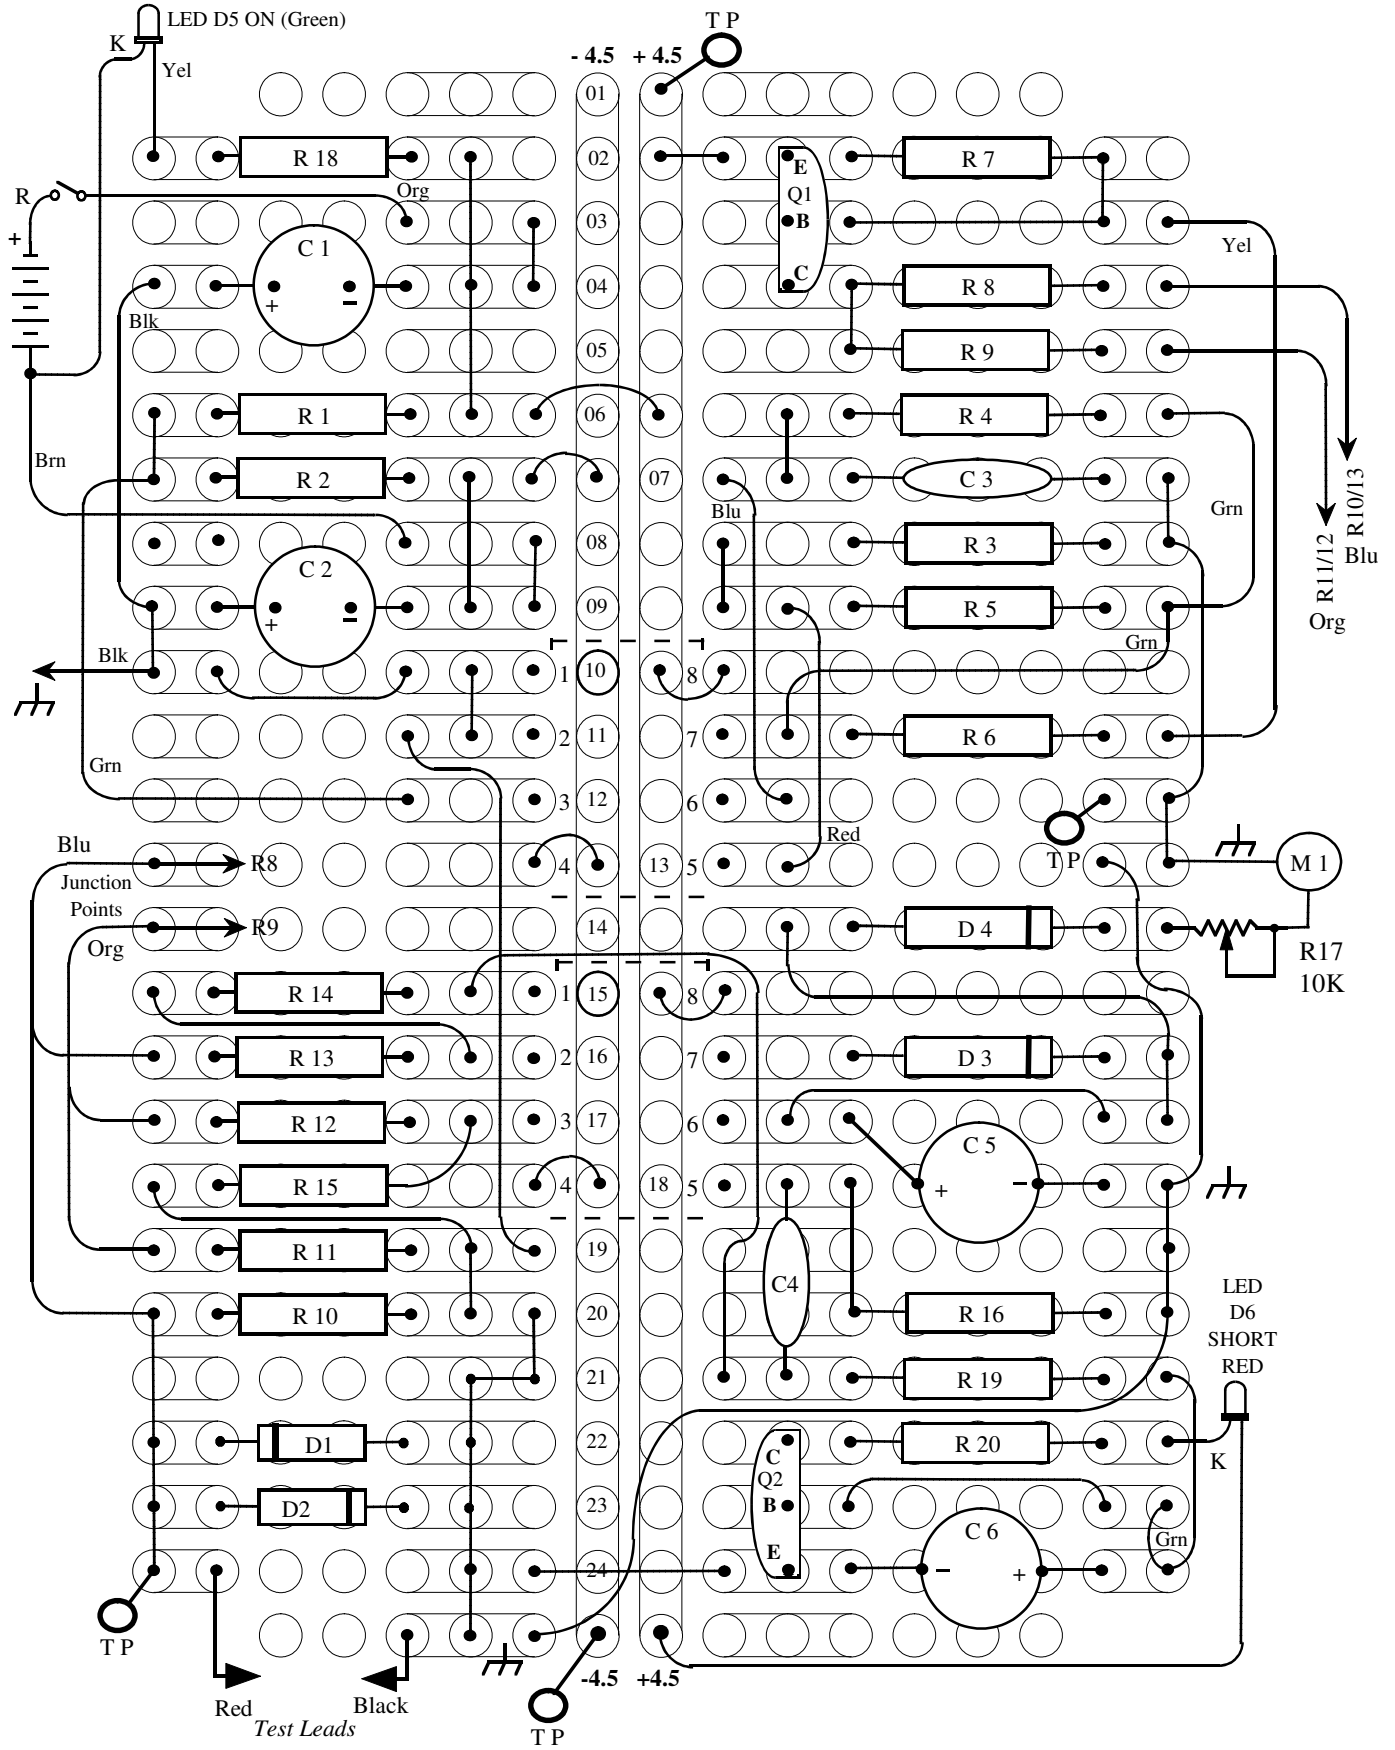 LED D5 ON (Green)
K
Yel
T P
- 4.5 + 4.5
01
R 18
02
E
Q1
B
C
R 7
R
Org
+
03
Yel
C 1
+ -
04
R 8
Blk
05
R 9
R 1
06
R 4
Brn
R 2
07
Blu
C 3
Grn
R10/13
Blu
R11/12
Org
08
R 3
C 2
+ -
09
R 5
Blk
1 10 8
Grn
2 11 7
R 6
Grn
3 12 6
T P
Blu
R8
4 13 5
Red
M 1
Junction
Points
R9
Org
14
D 4
R17
10K
R 14
1 15 8
R 13
2 16 7
D 3
R 12
3 17 6
C 5
+ -
R 15
4 18 5
R 11
19
C4
LED
D6
SHORT
RED
R 10
20
R 16
21
R 19
D1
22
C
Q2
B
E
R 20
K
D2
23
C 6
- +
Grn
24
T P
-4.5 +4.5
Red
Black
Test Leads
T P